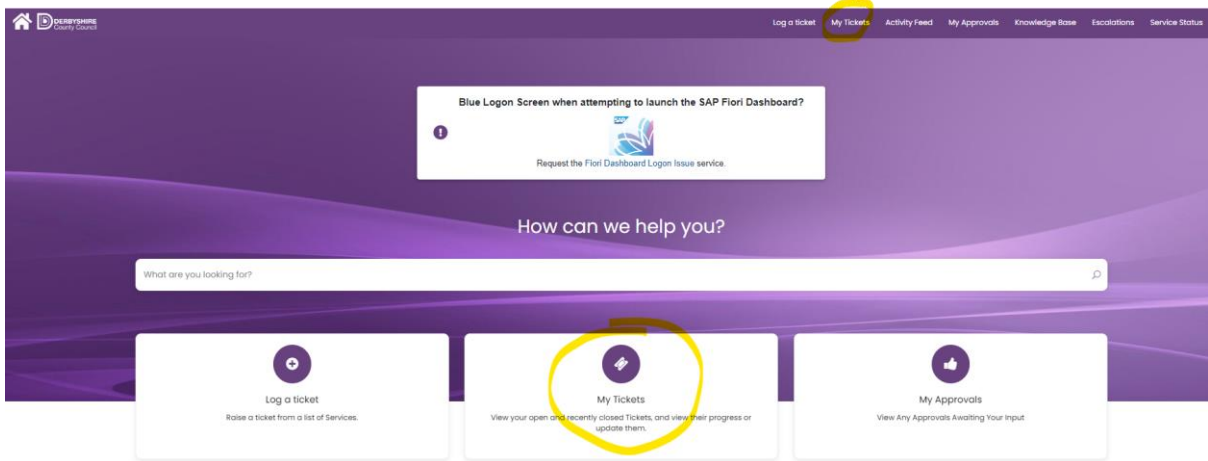 DERBYSHIRE
County Council
Log a ticket My Tickets Activity Feed My Approvals Knowledge Base Escalations Service Status
Blue Logon Screen when attempting to launch the SAP Fiori Dashboard?
SAP
Request the Fiori Dashboard Logon Issue service.
How can we help you?
What are you looking for?
Log a ticket
Raise a ticket from a list of Services.
My Tickets
View your open and recently closed Tickets, and view their progress or
update them.
My Approvals
View Any Approvals Awaiting Your Input